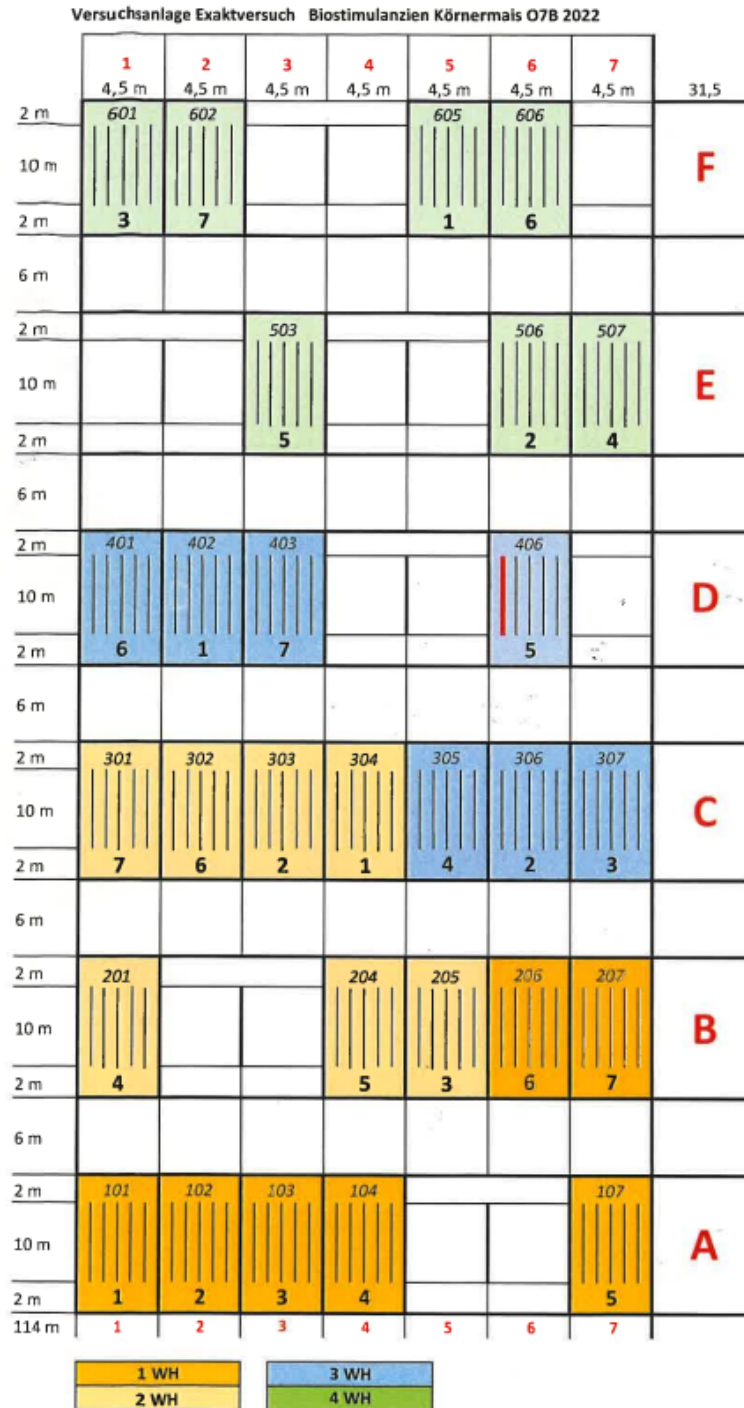 Versuchsanlage Exaktversuch Biostimulanzien Körnermais O7B 2022
1 2 3 4 5 6 7
4,5 m 4,5 m 4,5 m 4,5 m 4,5 m 4,5 m 4,5 m 31,5
2 m 601 602 605 606
10 m F
2 m 3 7 1 6
6 m
2 m 503 506 507
10 m E
2 m 5 2 4
6 m
2 m 401 402 403 406
10 m D
2 m 6 1 7 5
6 m
2 m 301 302 303 304 305 306 307
10 m C
2 m 7 6 2 1 4 2 3
6 m
2 m 201 204 205 206 207
10 m B
2 m 4 5 3 6 7
6 m
2 m 101 102 103 104 107
10 m A
2 m 1 2 3 4 5
114 m 1 2 3 4 5 6 7
1 WH 3 WH
2 WH 4 WH